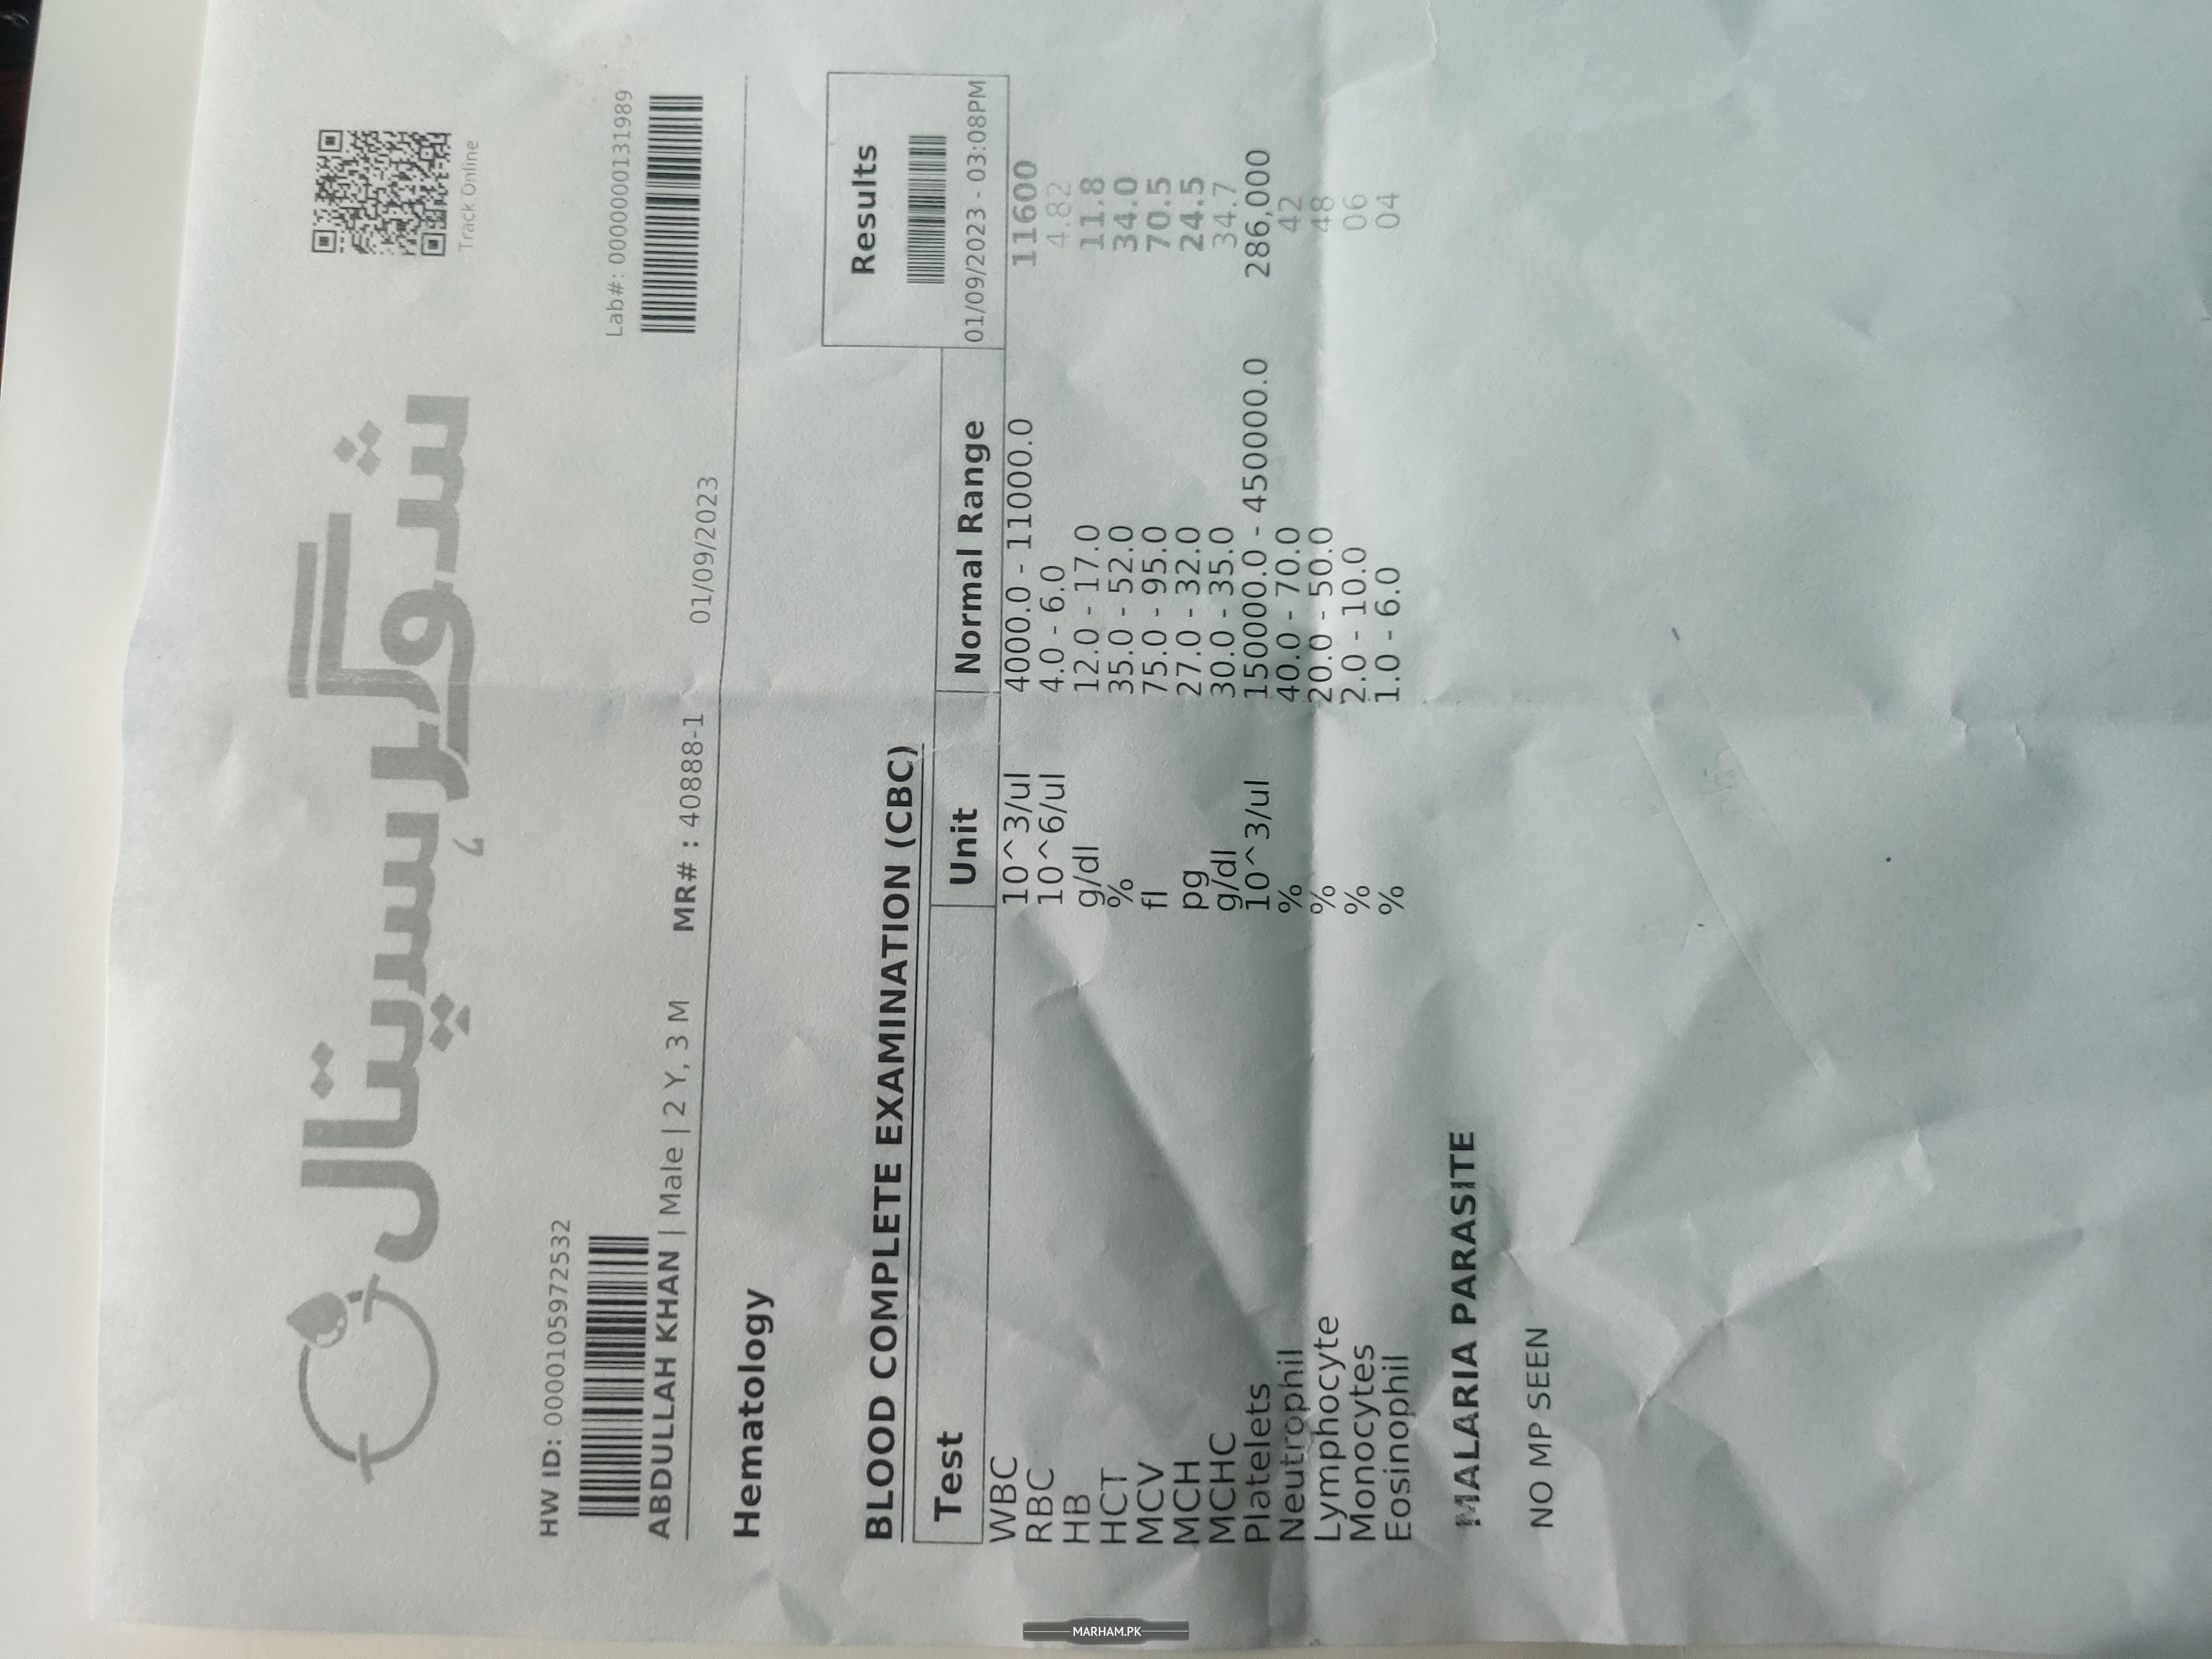 شوگر ہسپتال
Track Online
HW ID: 000010597253​2
Lab#: 0000000131989
ABDULLAH KHAN | Male | 2 Y, 3 M MR# : 40888-1 01/09/2023
Hematology
BLOOD COMPLETE EXAMINATION (CBC)
Results
Test Unit Normal Range 01/09/2023 - 03:08PM
WBC 10^3/ul 4000.0 - 11000.0 11600
RBC 10^6/ul 4.0 - 6.0 4.82
HB g/dl 12.0 - 17.0 11.8
HCT % 35.0 - 52.0 34.0
MCV fl 75.0 - 95.0 70.5
MCH pg 27.0 - 32.0 24.5
MCHC g/dl 30.0 - 35.0 34.7
Platelets 10^3/ul 150000.0 - 450000.0 286,000
Neutrophil % 40.0 - 70.0 42
Lymphocyte % 20.0 - 50.0 48
Monocytes % 2.0 - 10.0 06
Eosinophil % 1.0 - 6.0 04
MALARIA PARASITE
NO MP SEEN
MARHAM.PK